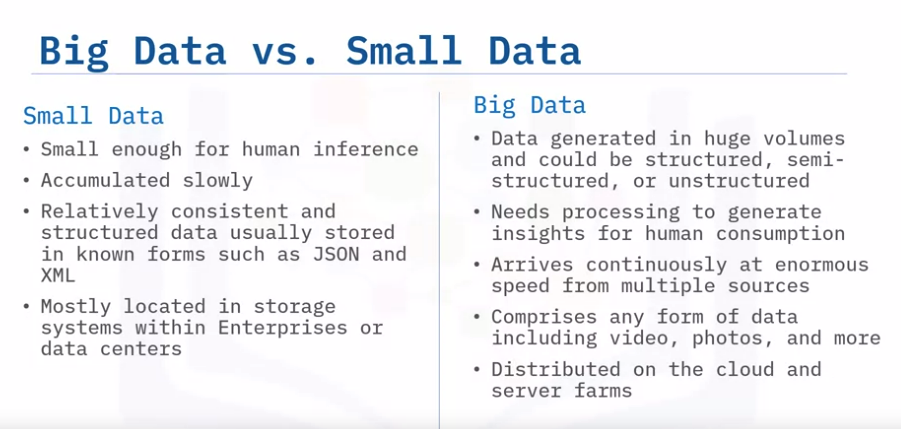 Big Data vs. Small Data
Small Data
• Small enough for human inference
• Accumulated slowly
• Relatively consistent and
structured data usually stored
in known forms such as JSON and
XML
• Mostly located in storage
systems within Enterprises or
data centers
Big Data
• Data generated in huge volumes
and could be structured, semi-
structured, or unstructured
• Needs processing to generate
insights for human consumption
• Arrives continuously at enormous
speed from multiple sources
• Comprises any form of data
including video, photos, and more
• Distributed on the cloud and
server farms